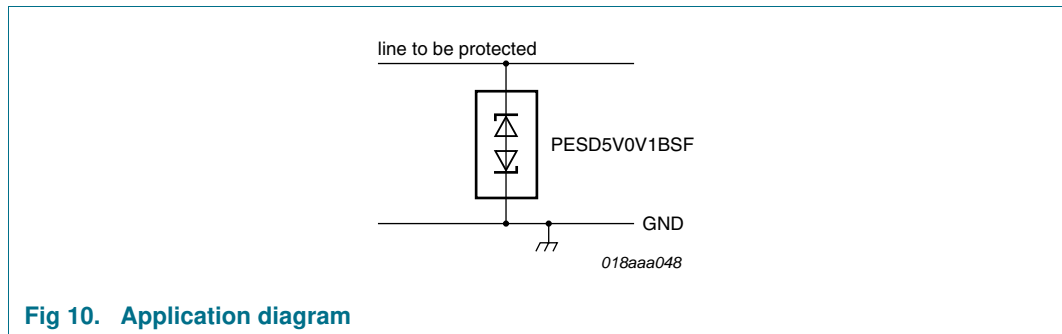 line to be protected
PESD5V0V1BSF
GND
018aaa048
Fig 10. Application diagram